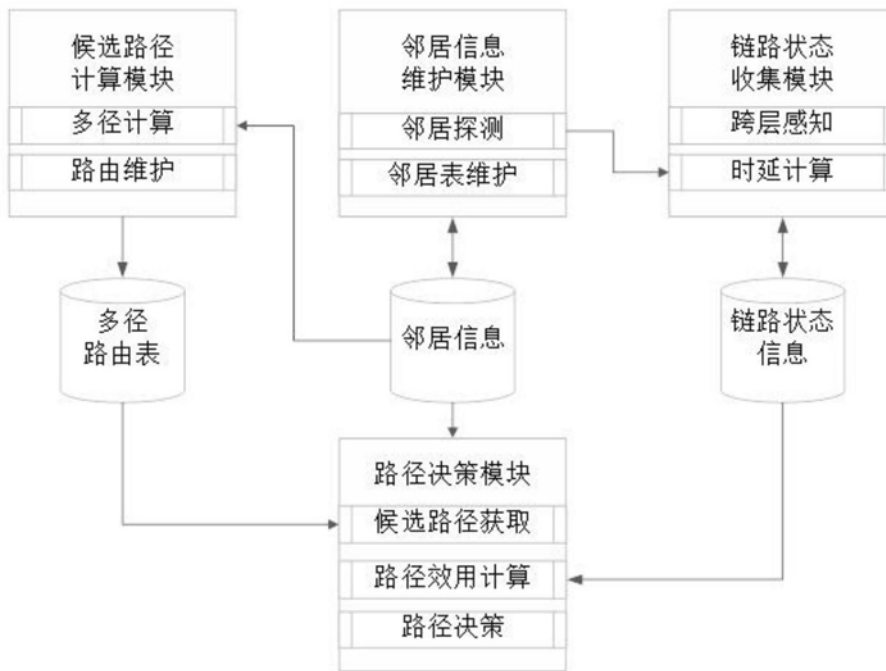 候选路径
计算模块
多径计算
路由维护
邻居信息
维护模块
邻居探测
邻居表维护
链路状态
收集模块
跨层感知
时延计算
多径
路由表
邻居信息
链路状态
信息
路径决策模块
候选路径获取
路径效用计算
路径决策